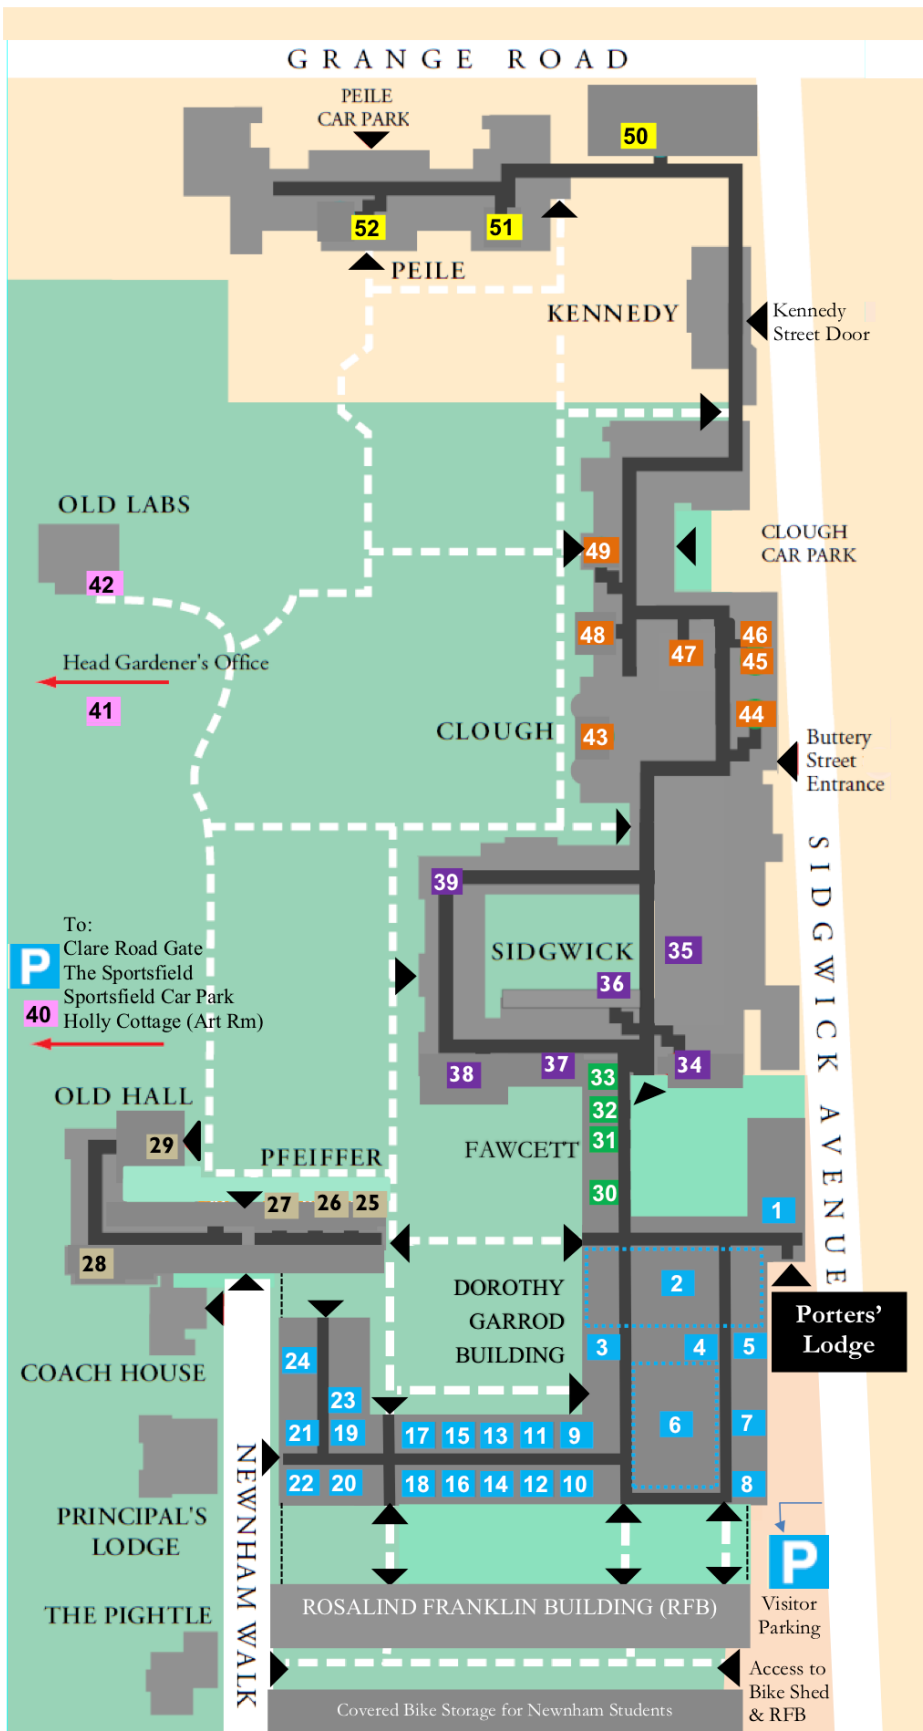 GRANGE ROAD
PEILE
CAR PARK
50
52
51
PEILE
KENNEDY
Kennedy
Street Door
OLD LABS
CLOUGH
CAR PARK
49
42
48
46
47
45
Head Gardener's Office
41
44
43
CLOUGH
Buttery
Street
Entrance
SIDGWICK AVENUE
39
To:
Clare Road Gate
The Sportsfield
Sportsfield Car Park
Holly Cottage (Art Rm)
P
40
SIDGWICK
35
36
34
37
38
33
32
31
30
FAWCETT
OLD HALL
29
PFEIFFER
27
26
25
28
1
2
DOROTHY
GARROD
BUILDING
Porters'
Lodge
3
4
5
COACH HOUSE
24
23
6
7
21
19
17
15
13
11
9
22
20
18
16
14
12
10
8
NEWNHAM WALK
PRINCIPAL'S
LODGE
P
Visitor
Parking
THE PIGHTLE
ROSALIND FRANKLIN BUILDING (RFB)
Access to
Bike Shed
& RFB
Covered Bike Storage for Newnham Students